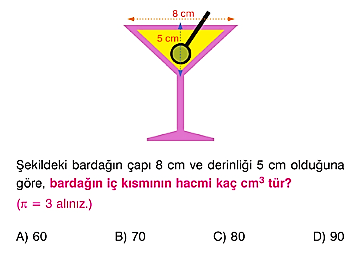 8 cm
5 cm
Şekildeki bardağın çapı 8 cm ve derinliği 5 cm olduğuna
göre, bardağın iç kısmının hacmi kaç cm³ tür?
(π = 3 alınız.)
A) 60 B) 70 C) 80 D) 90